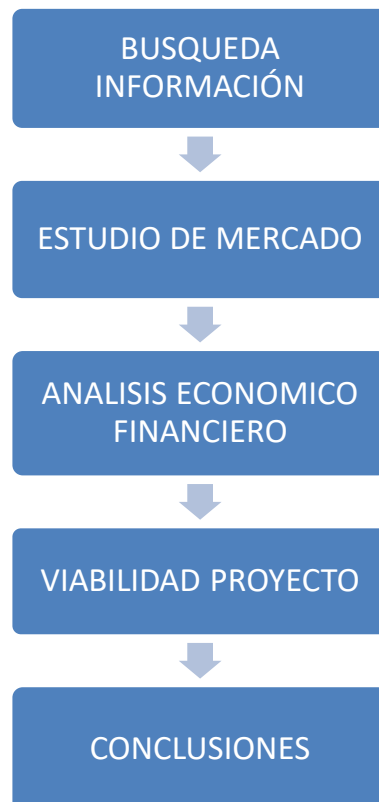 BUSQUEDA
INFORMACIÓN
ESTUDIO DE MERCADO
ANALISIS ECONOMICO
FINANCIERO
VIABILIDAD PROYECTO
CONCLUSIONES